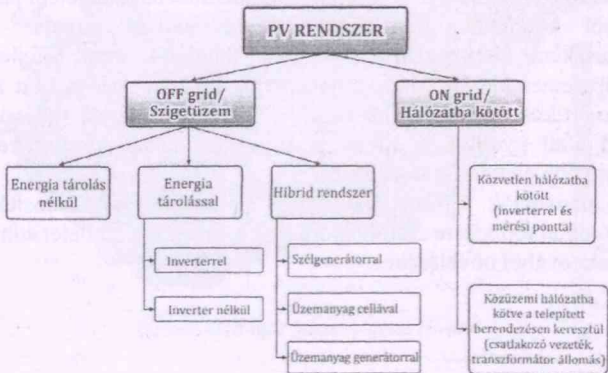 PV RENDSZER
OFF grid/
Szigetüzem
ON grid/
Hálózatba kötött
Energia tárolás
nélkül
Energia
tárolással
Hibrid rendszer
Közvetlen hálózatba
kötött
(inverterrel és
mérési ponttal
Inverterrel
Inverter nélkül
Szélgenerátorral
Üzemanyag cellával
Üzemanyag generátorral
Közüzemi hálózatba
kötve a telepített
berendezésen keresztül
(csatlakozó vezeték,
transzformátor állomás)